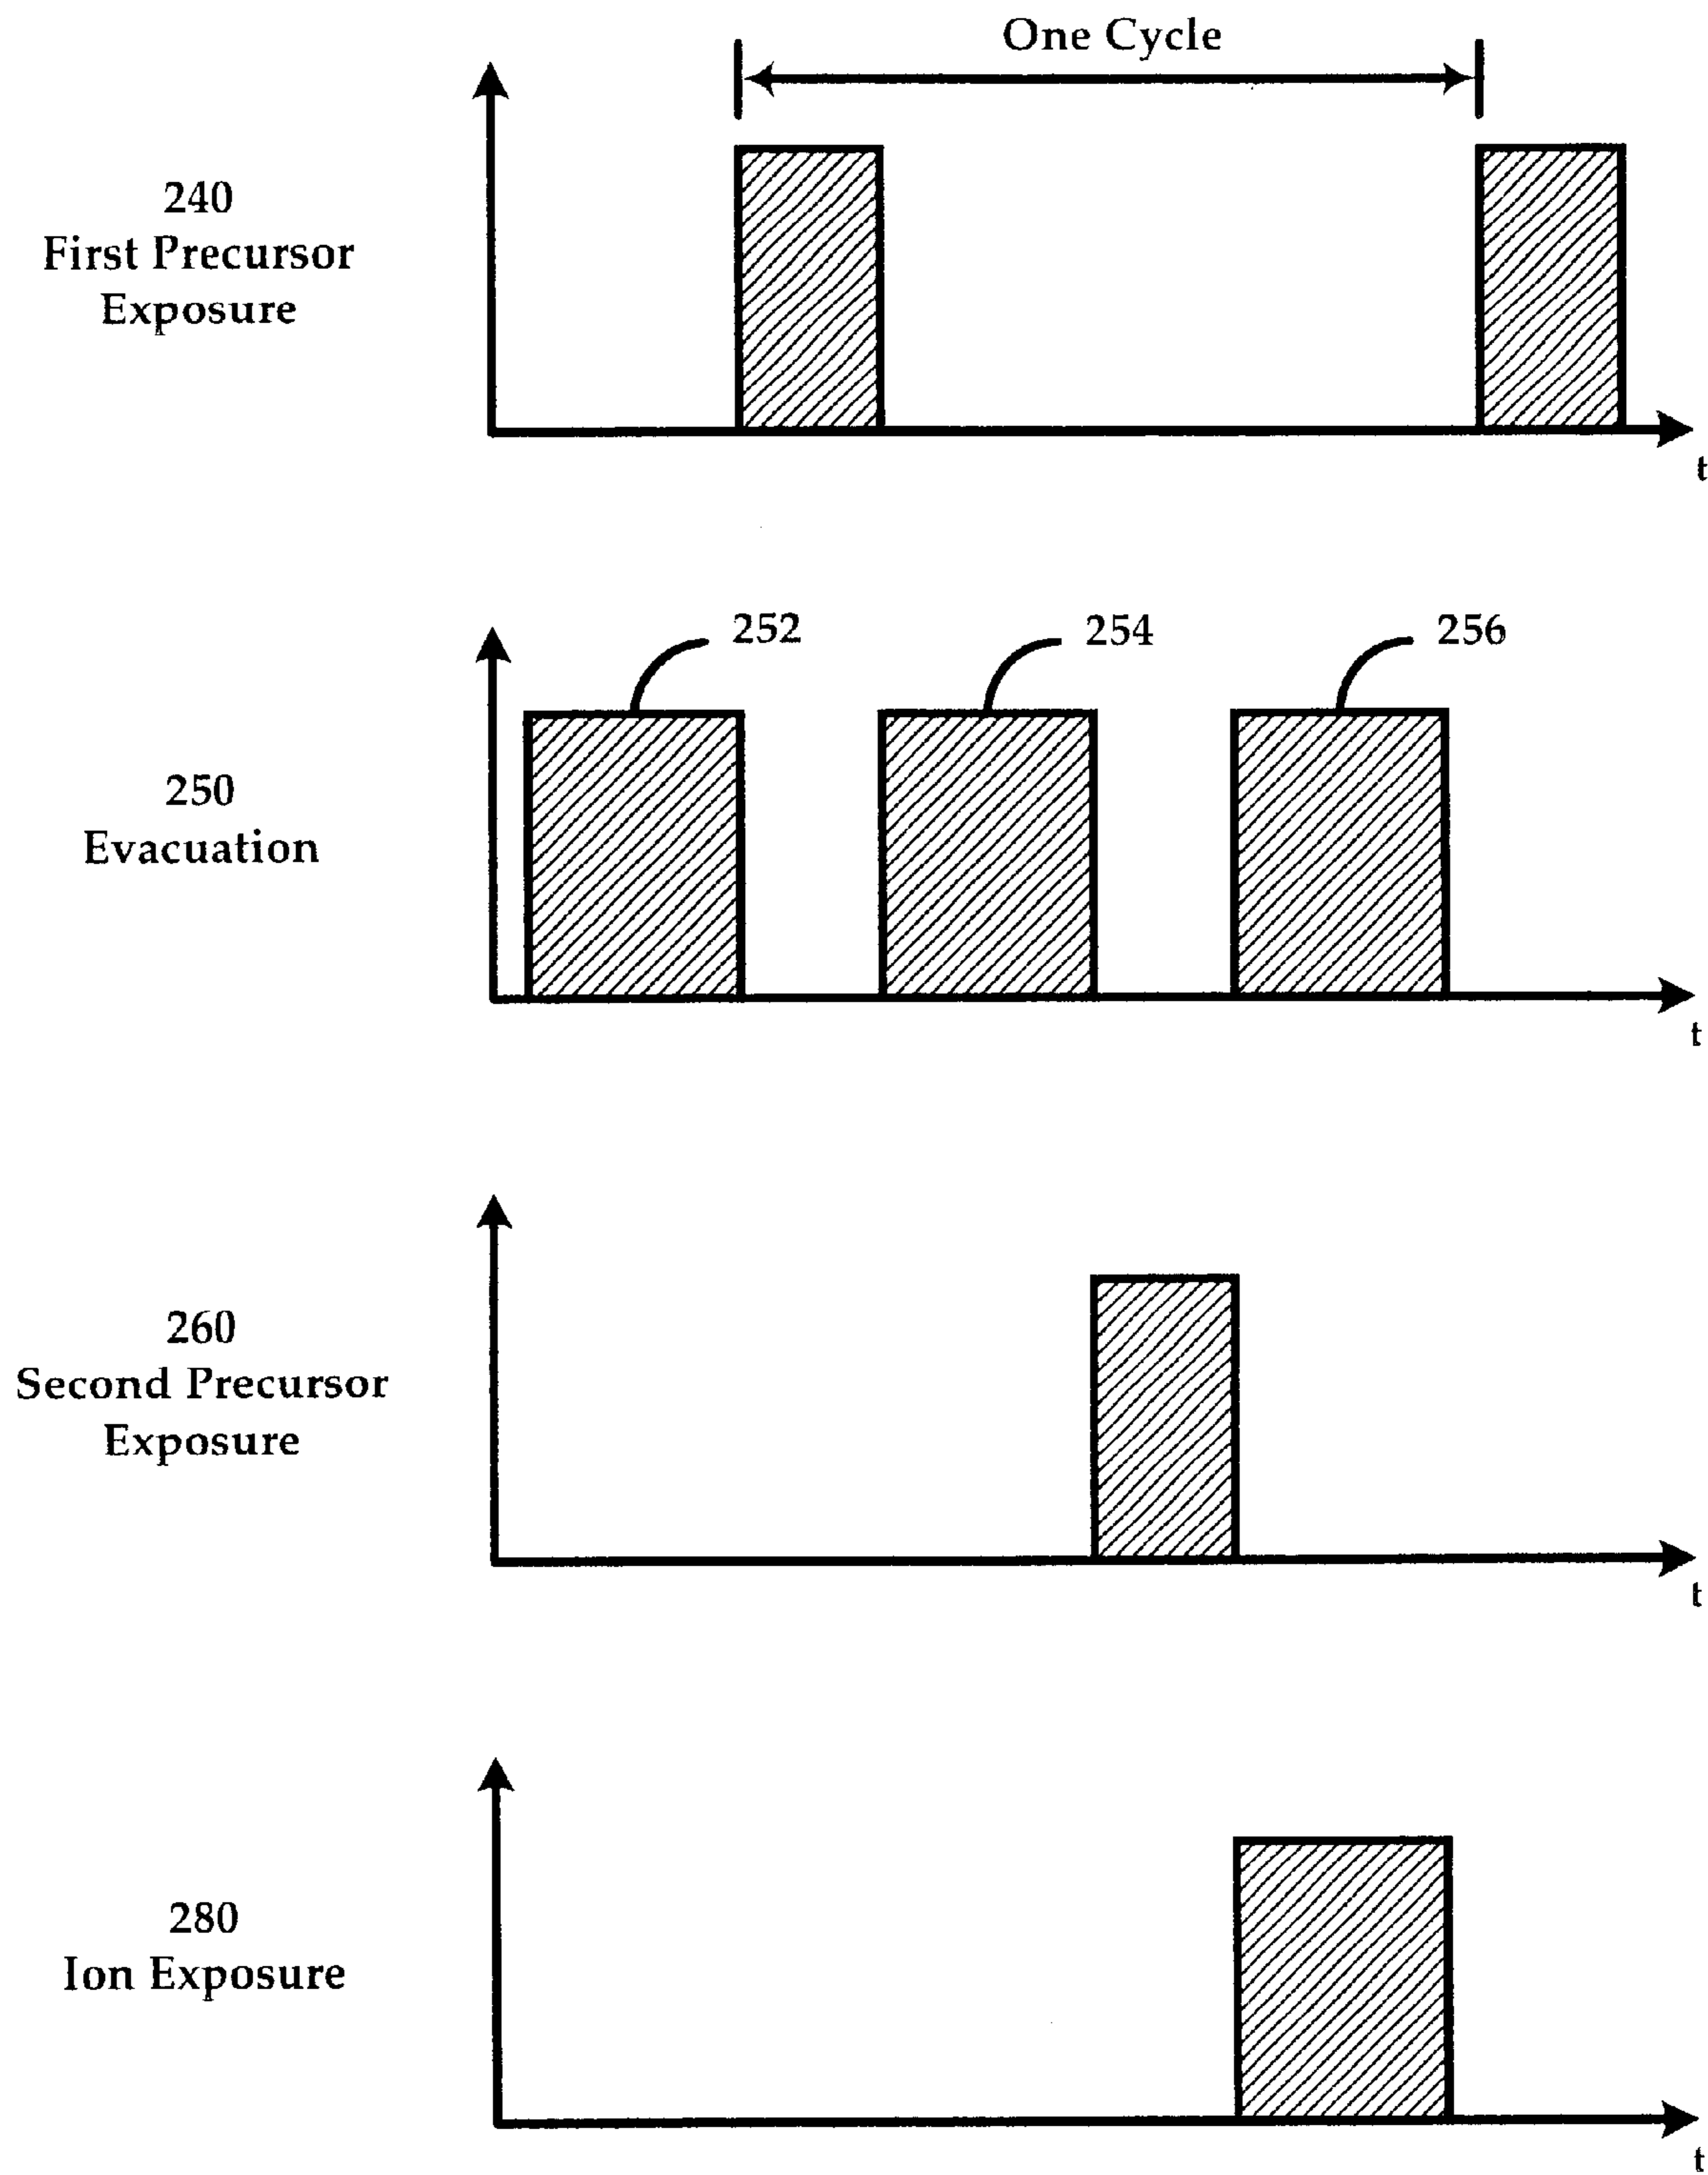 One Cycle
240
First Precursor
Exposure
t
252
254
256
250
Evacuation
t
260
Second Precursor
Exposure
t
280
Ion Exposure
t